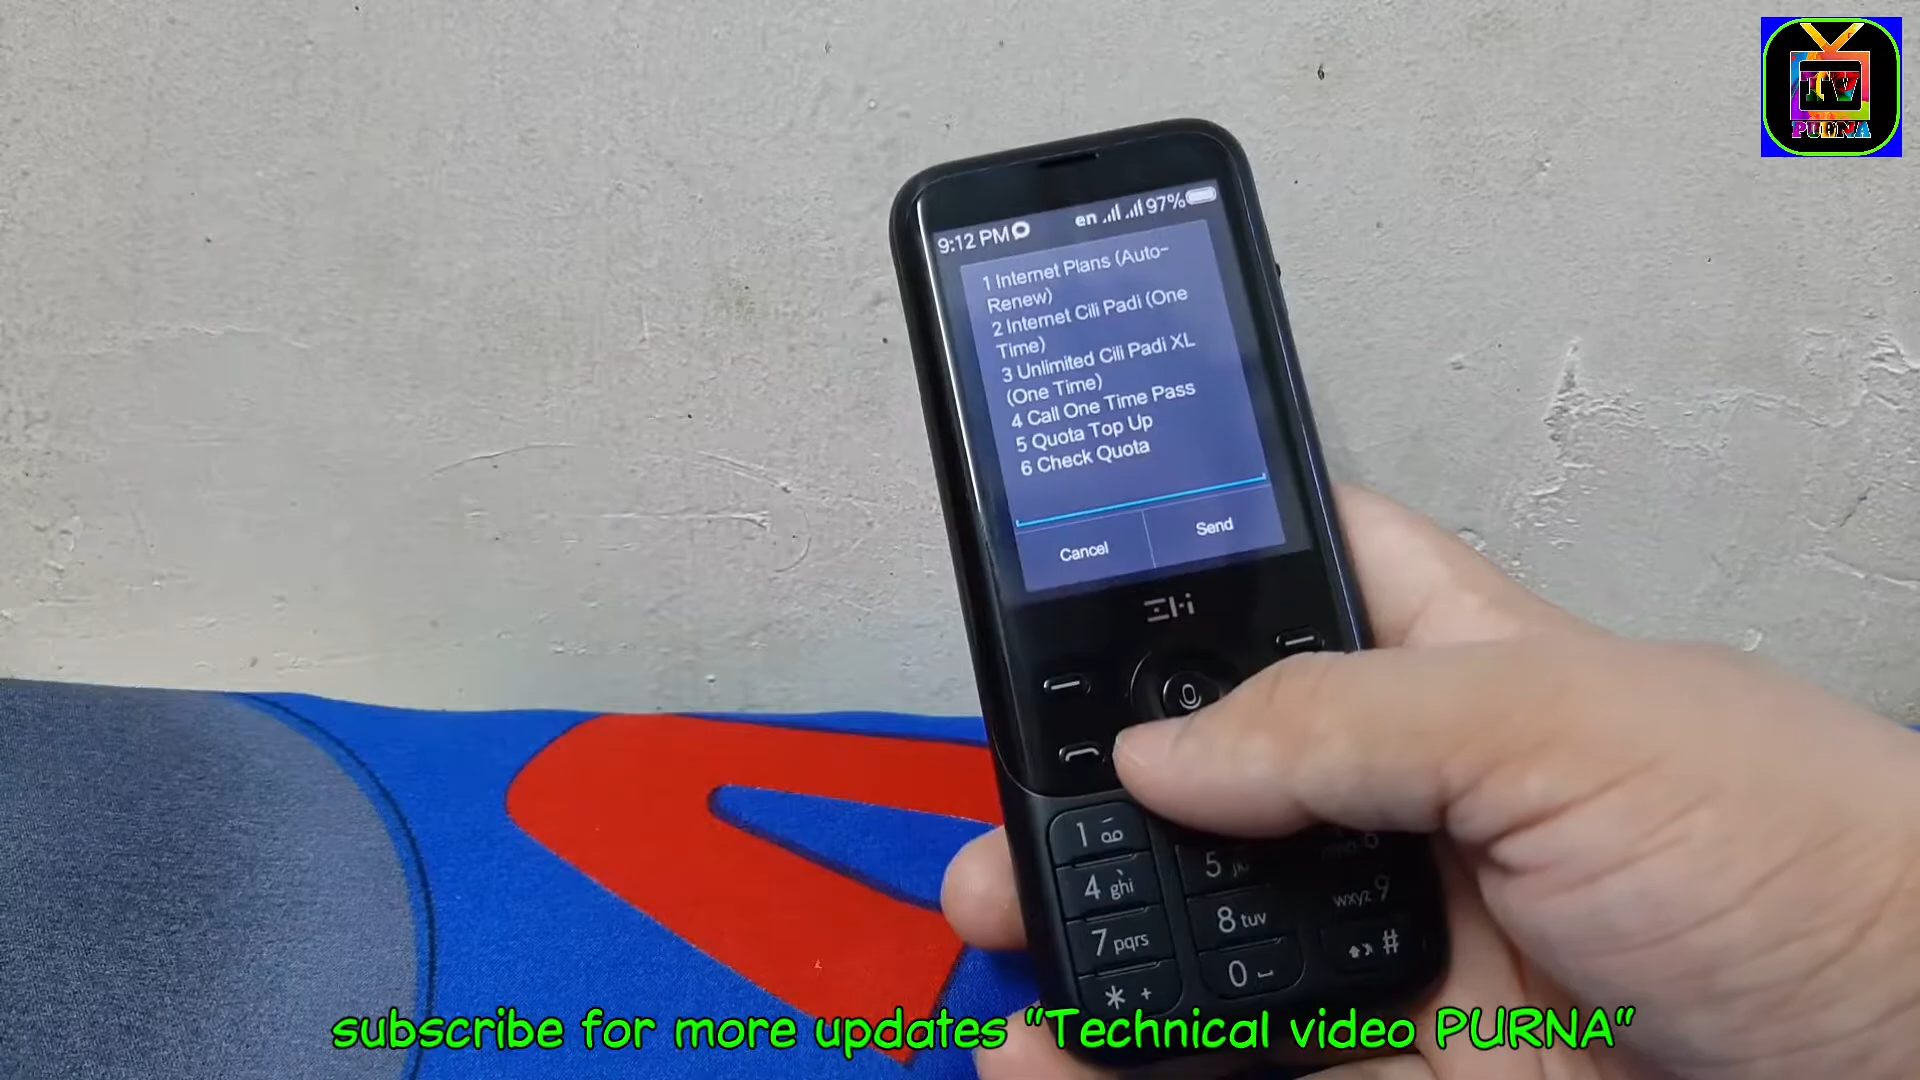 TV
PURNA
9:12 PM en 97%
1 Internet Plans (Auto-
Renew)
2 Internet Cili Padi (One
Time)
3 Unlimited Cili Padi XL
(One Time)
4 Call One Time Pass
5 Quota Top Up
6 Check Quota
Cancel Send
1
5
4 ghi
wxyz 9
8 tuv
7 pqrs
#
0
* +
subscribe for more updates "Technical video PURNA"